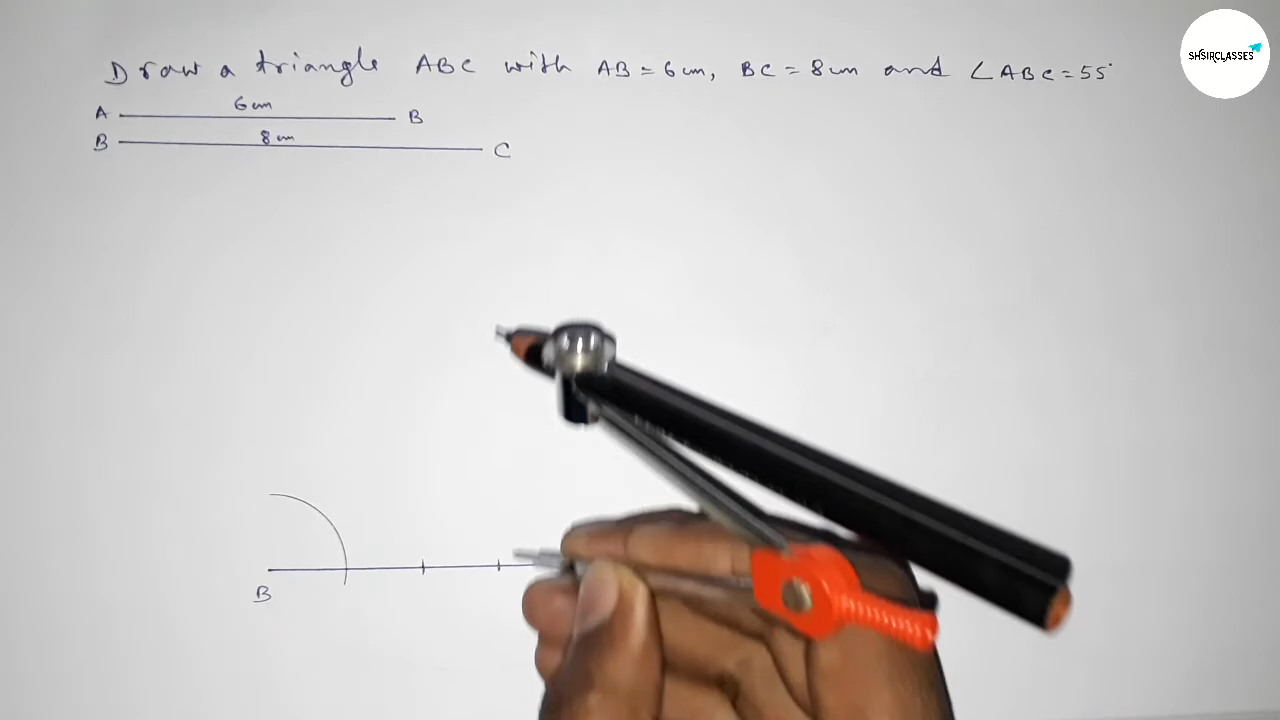 Draw a triangle ABC with AB = 6cm, BC = 8cm and ∠ABC = 55°
SHSIRCLASSES
A 6cm B
B 8cm C
B